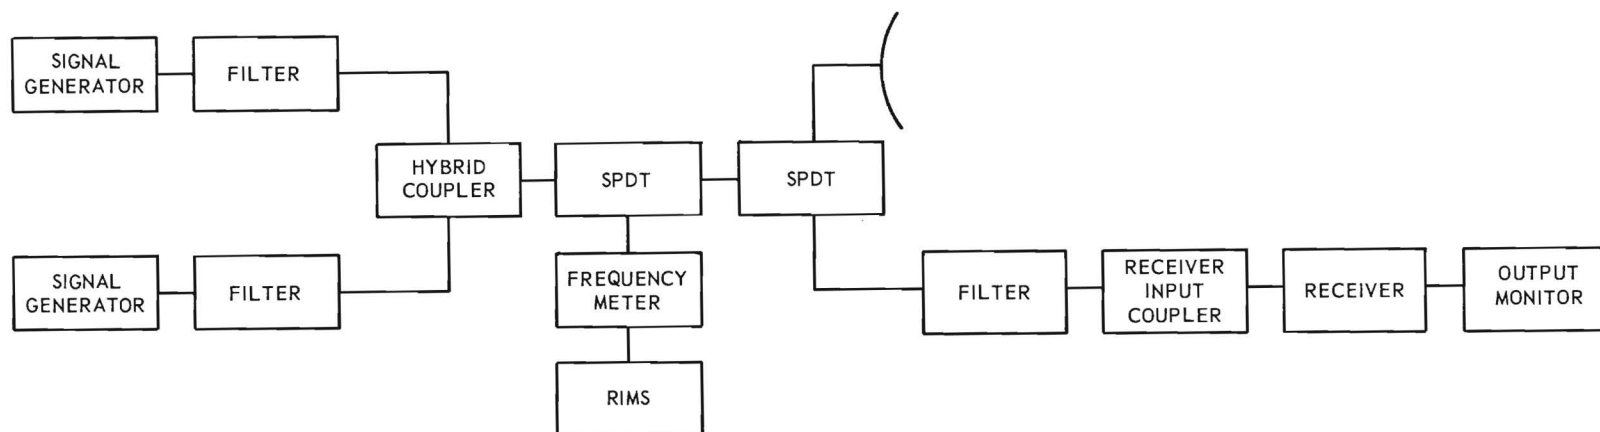 SIGNAL
GENERATOR
FILTER
HYBRID
COUPLER
SPDT
SPDT
SIGNAL
GENERATOR
FILTER
FREQUENCY
METER
RIMS
FILTER
RECEIVER
INPUT
COUPLER
RECEIVER
OUTPUT
MONITOR